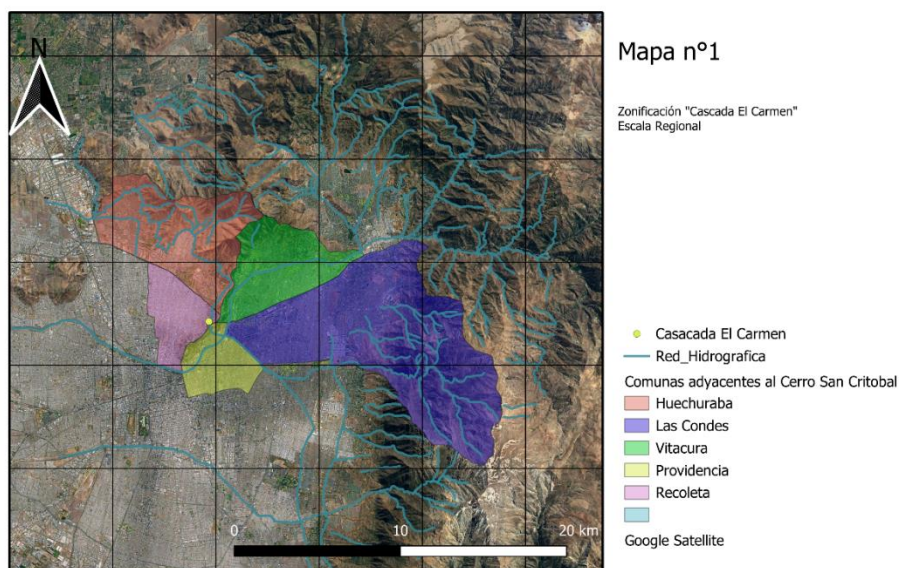 Mapa n°1
Zonificación "Cascada El Carmen"
Escala Regional
N
Casacada El Carmen
Red_Hidrografica
Comunas adyacentes al Cerro San Critobal
Huechuraba
Las Condes
Vitacura
Providencia
Recoleta
Google Satellite
0 10 20 km